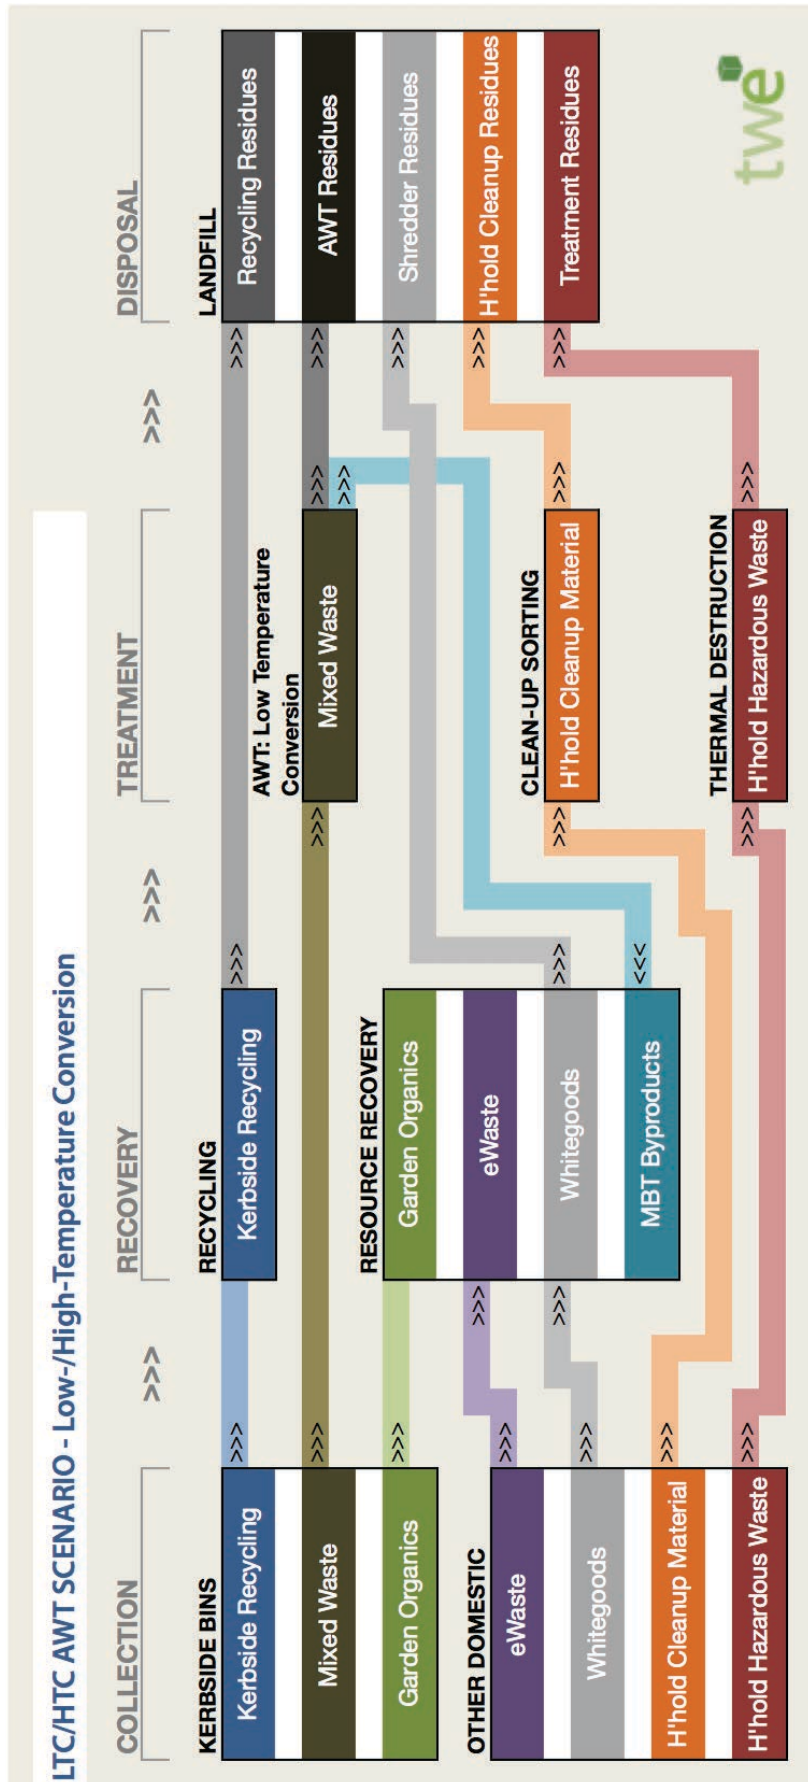 LTC/HTC AWT SCENARIO - Low-/High-Temperature Conversion
COLLECTION
>>>
RECOVERY
>>>
TREATMENT
>>>
DISPOSAL
KERBSIDE BINS
Kerbside Recycling
>>>
Mixed Waste
>>>
Garden Organics
>>>
OTHER DOMESTIC
eWaste
>>>
Whitegoods
>>>
H'hold Cleanup Material
>>>
H'hold Hazardous Waste
>>>
RECYCLING
Kerbside Recycling
>>>
RESOURCE RECOVERY
Garden Organics
>>>
eWaste
>>>
Whitegoods
>>>
MBT Byproducts
<<<
AWT: Low Temperature
Conversion
>>>
Mixed Waste
>>>
>>>
CLEAN-UP SORTING
>>>
H'hold Cleanup Material
>>>
THERMAL DESTRUCTION
>>>
H'hold Hazardous Waste
>>>
LANDFILL
>>>
Recycling Residues
AWT Residues
>>>
Shredder Residues
>>>
H'hold Cleanup Residues
>>>
Treatment Residues
twe